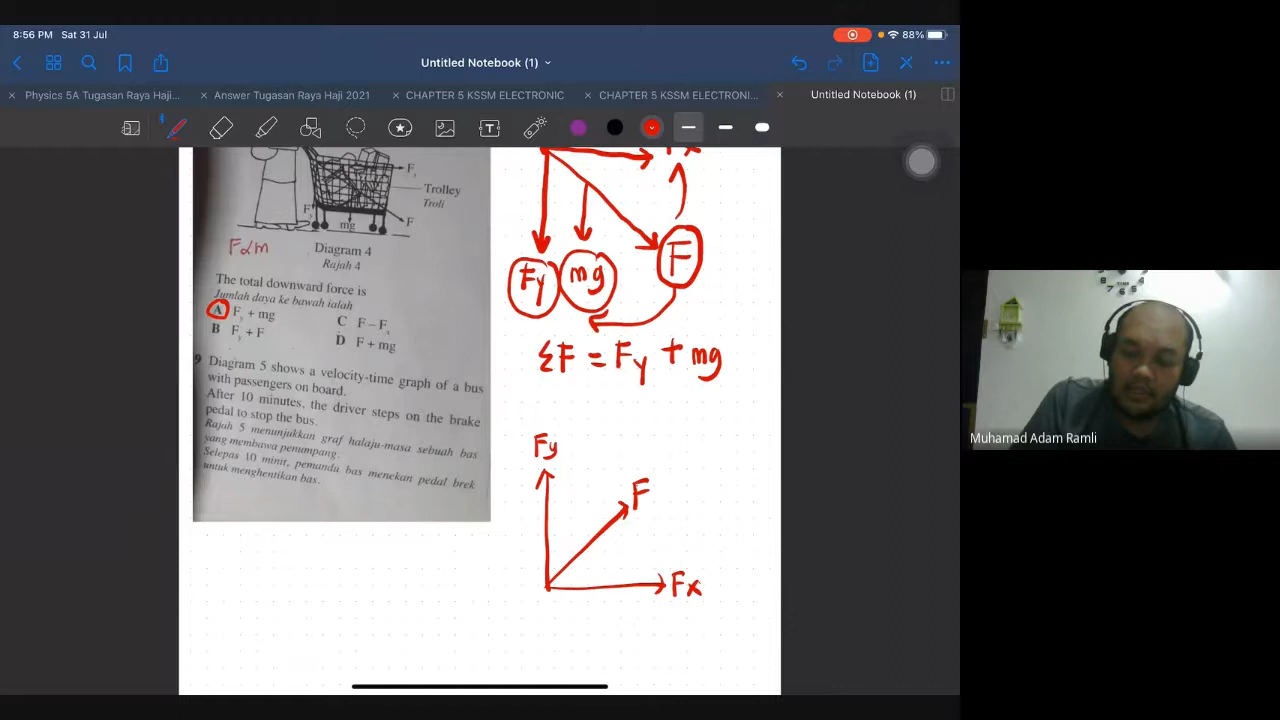 8:56 PM Sat 31 Jul
88%
Untitled Notebook (1)
Physics 5A Tugasan Raya Haji...
Answer Tugasan Raya Haji 2021
CHAPTER 5 KSSM ELECTRONIC
CHAPTER 5 KSSM ELECTRONI...
Untitled Notebook (1)
Fx
Trolley
Troli
Fy
F
mg
F∝m
Diagram 4
Rajah 4
The total downward force is
Jumlah daya ke bawah ialah
A Fy + mg
C F – Fx
B Fy + F
D F + mg
9 Diagram 5 shows a velocity-time graph of a bus
with passengers on board.
After 10 minutes, the driver steps on the brake
pedal to stop the bus.
Rajah 5 menunjukkan graf halaju-masa sebuah bas
yang membawa penumpang.
Selepas 10 minit, pemandu bas menekan pedal brek
untuk menghentikan bas.
Fx
Fy
mg
F
ΣF = Fy + mg
Fy
F
Fx
Muhamad Adam Ramli